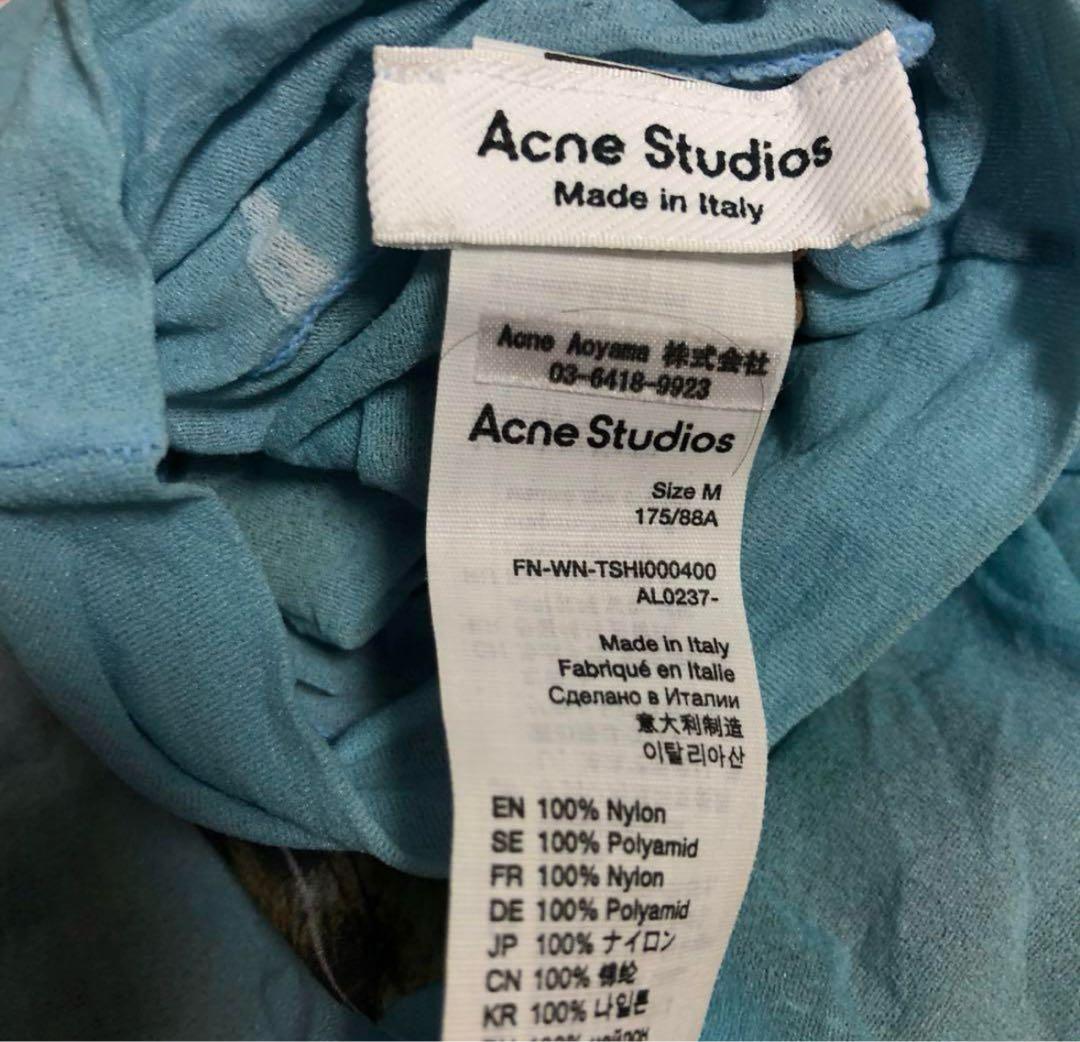 Acne Studios
Made in Italy
Acne Aoyama 株式会社
03-6418-9923
Acne Studios
Size M
175/88A
FN-WN-TSHI000400
AL0237-
Made in Italy
Fabriqué en Italie
Сделано в Италии
意大利制造
이탈리아산
EN 100% Nylon
SE 100% Polyamid
FR 100% Nylon
DE 100% Polyamid
JP 100% ナイロン
CN 100% 锦纶
KR 100% 나일론